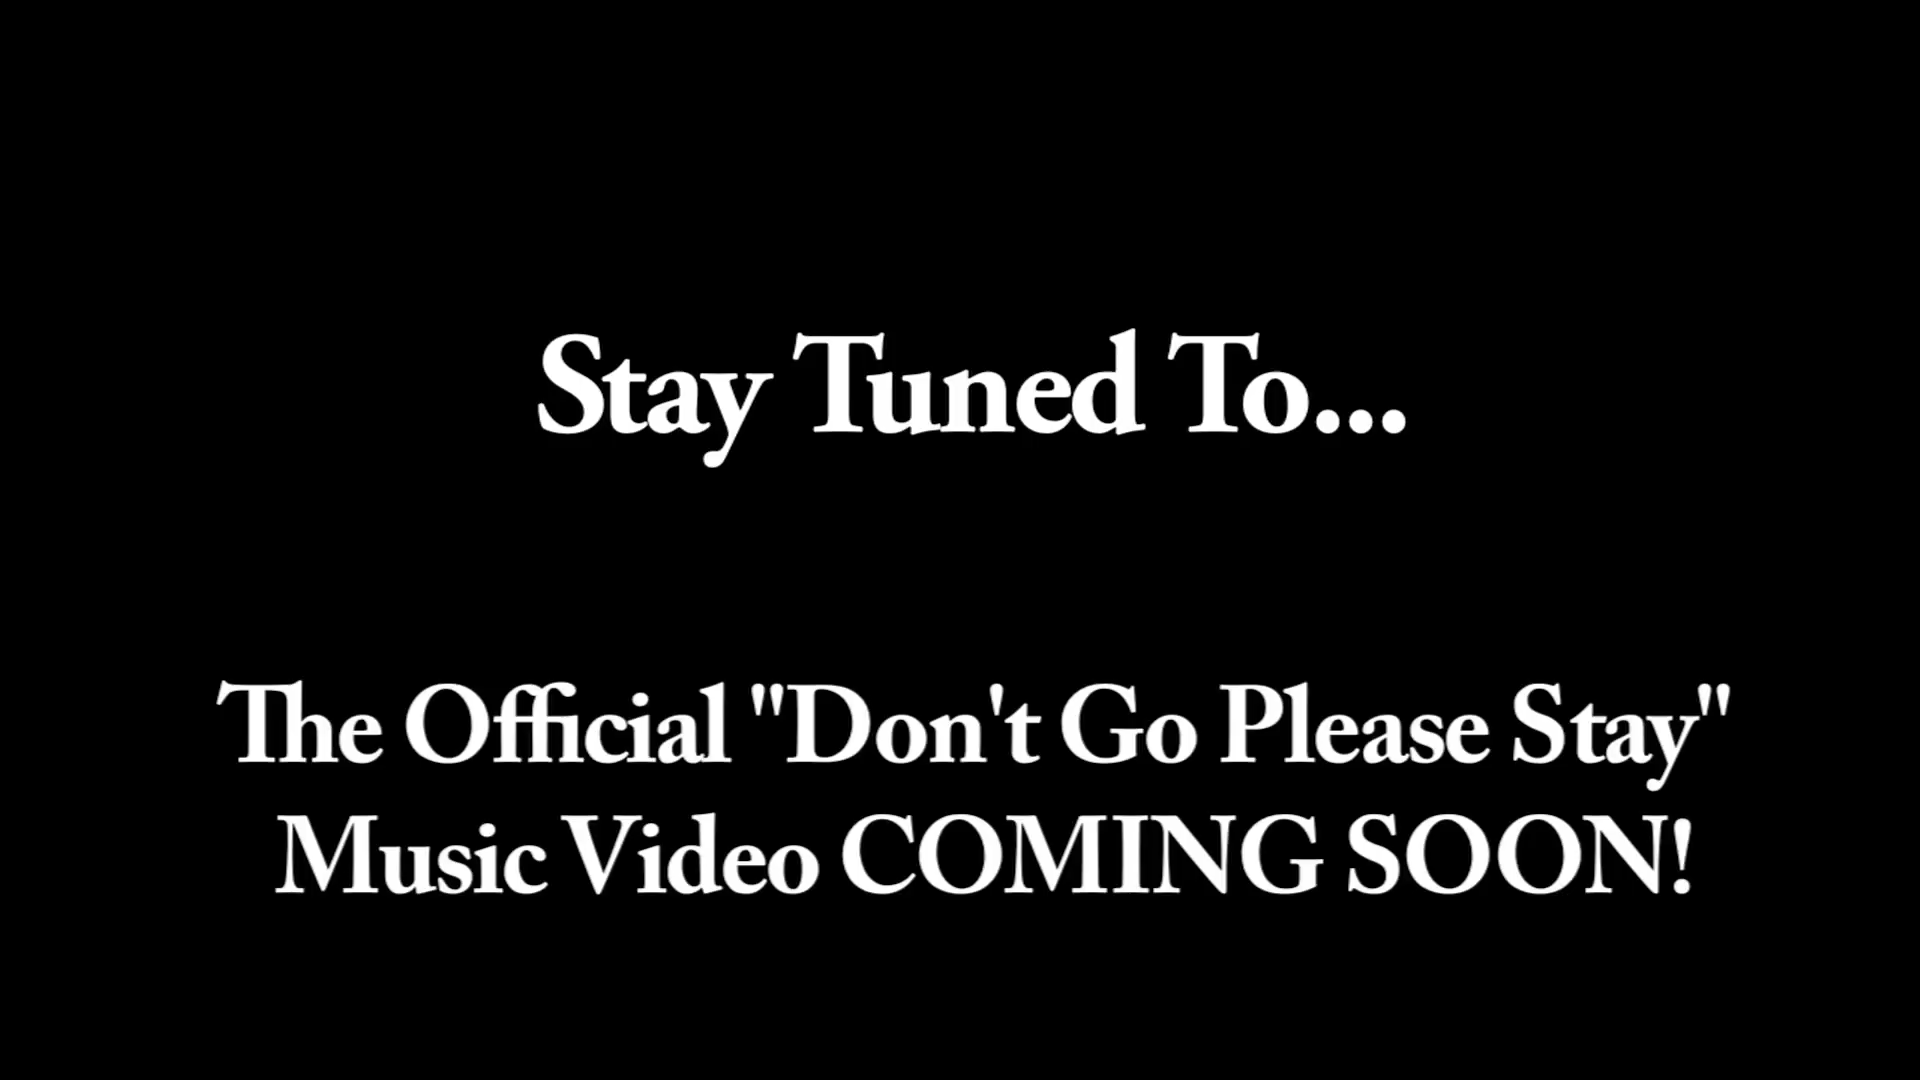 Stay Tuned To...
The Official "Don't Go Please Stay"
Music Video COMING SOON!